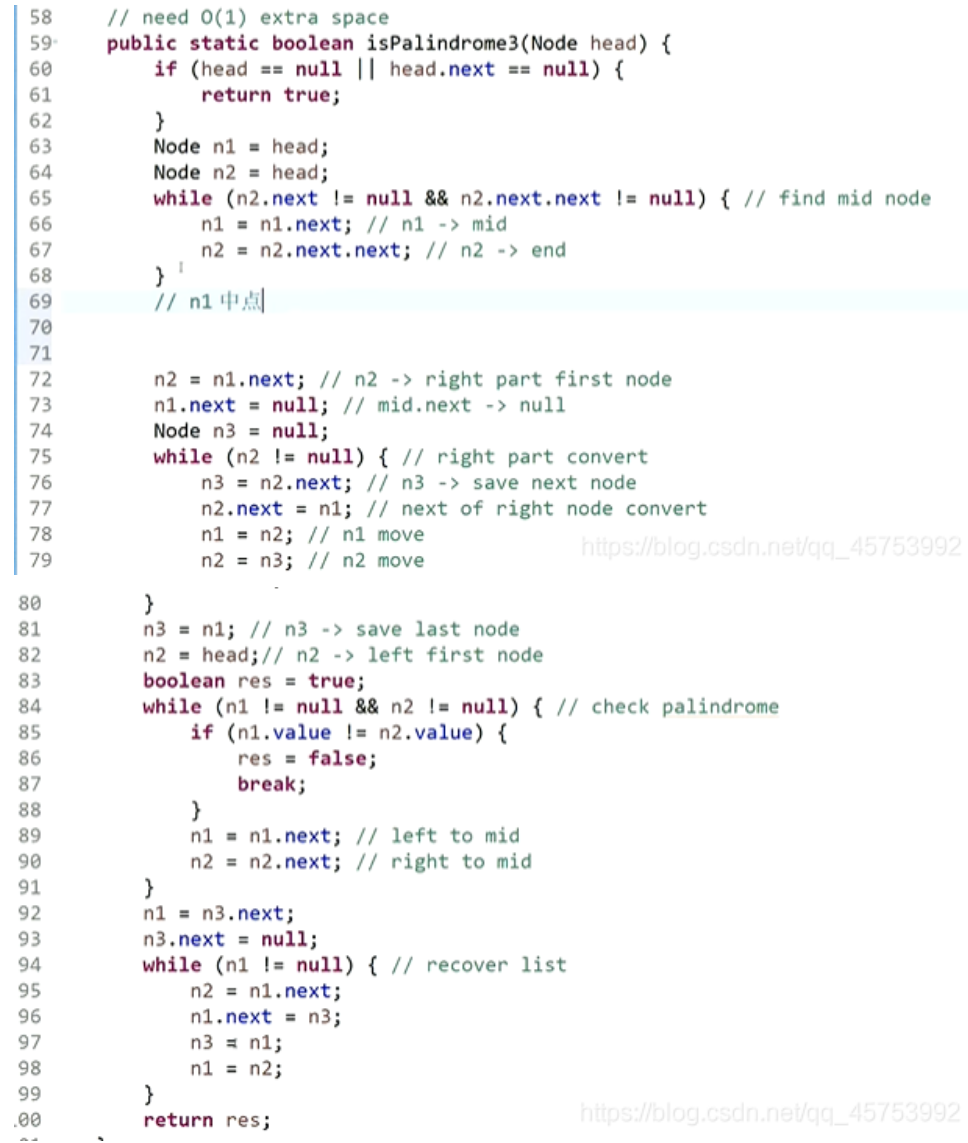 58 // need O(1) extra space
59 public static boolean isPalindrome3(Node head) {
60 if (head == null || head.next == null) {
61 return true;
62 }
63 Node n1 = head;
64 Node n2 = head;
65 while (n2.next != null && n2.next.next != null) { // find mid node
66 n1 = n1.next; // n1 -> mid
67 n2 = n2.next.next; // n2 -> end
68 }
69 // n1 中点
70
71
72 n2 = n1.next; // n2 -> right part first node
73 n1.next = null; // mid.next -> null
74 Node n3 = null;
75 while (n2 != null) { // right part convert
76 n3 = n2.next; // n3 -> save next node
77 n2.next = n1; // next of right node convert
78 n1 = n2; // n1 move
79 n2 = n3; // n2 move
https://blog.csdn.net/qq_45753992
80 }
81 n3 = n1; // n3 -> save last node
82 n2 = head;// n2 -> left first node
83 boolean res = true;
84 while (n1 != null && n2 != null) { // check palindrome
85 if (n1.value != n2.value) {
86 res = false;
87 break;
88 }
89 n1 = n1.next; // left to mid
90 n2 = n2.next; // right to mid
91 }
92 n1 = n3.next;
93 n3.next = null;
94 while (n1 != null) { // recover list
95 n2 = n1.next;
96 n1.next = n3;
97 n3 = n1;
98 n1 = n2;
99 }
00 return res;
https://blog.csdn.net/qq_45753992